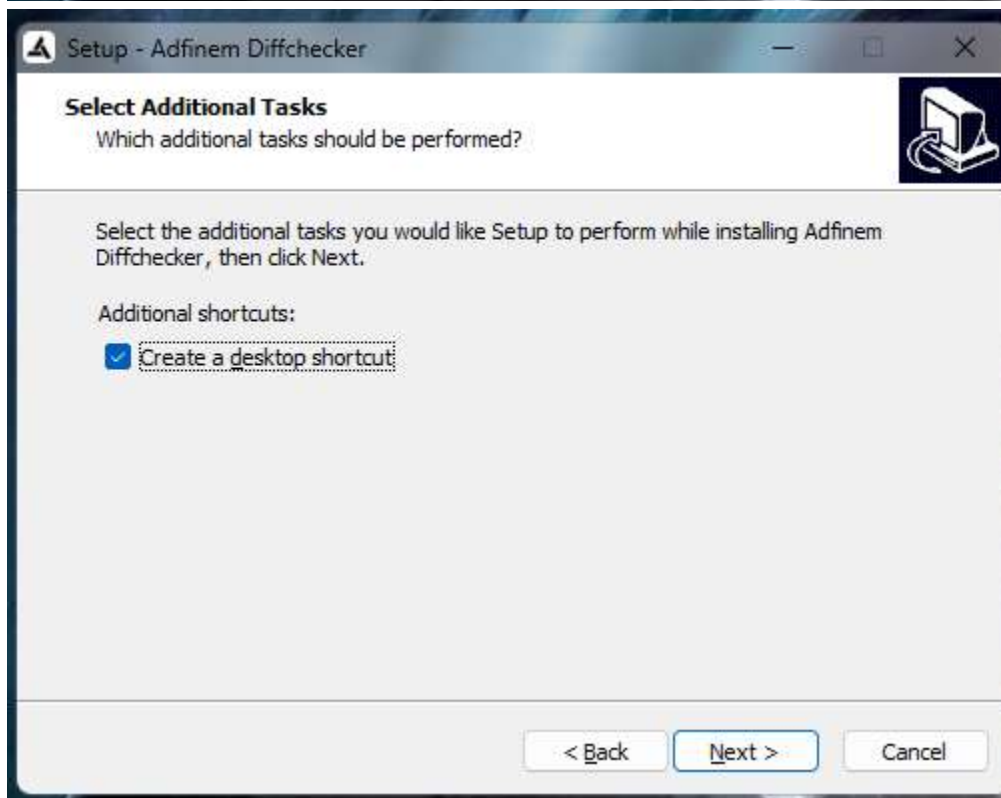 Setup - Adfinem Diffchecker
Select Additional Tasks
Which additional tasks should be performed?
Select the additional tasks you would like Setup to perform while installing Adfinem
Diffchecker, then click Next.
Additional shortcuts:
Create a desktop shortcut
< Back Next > Cancel